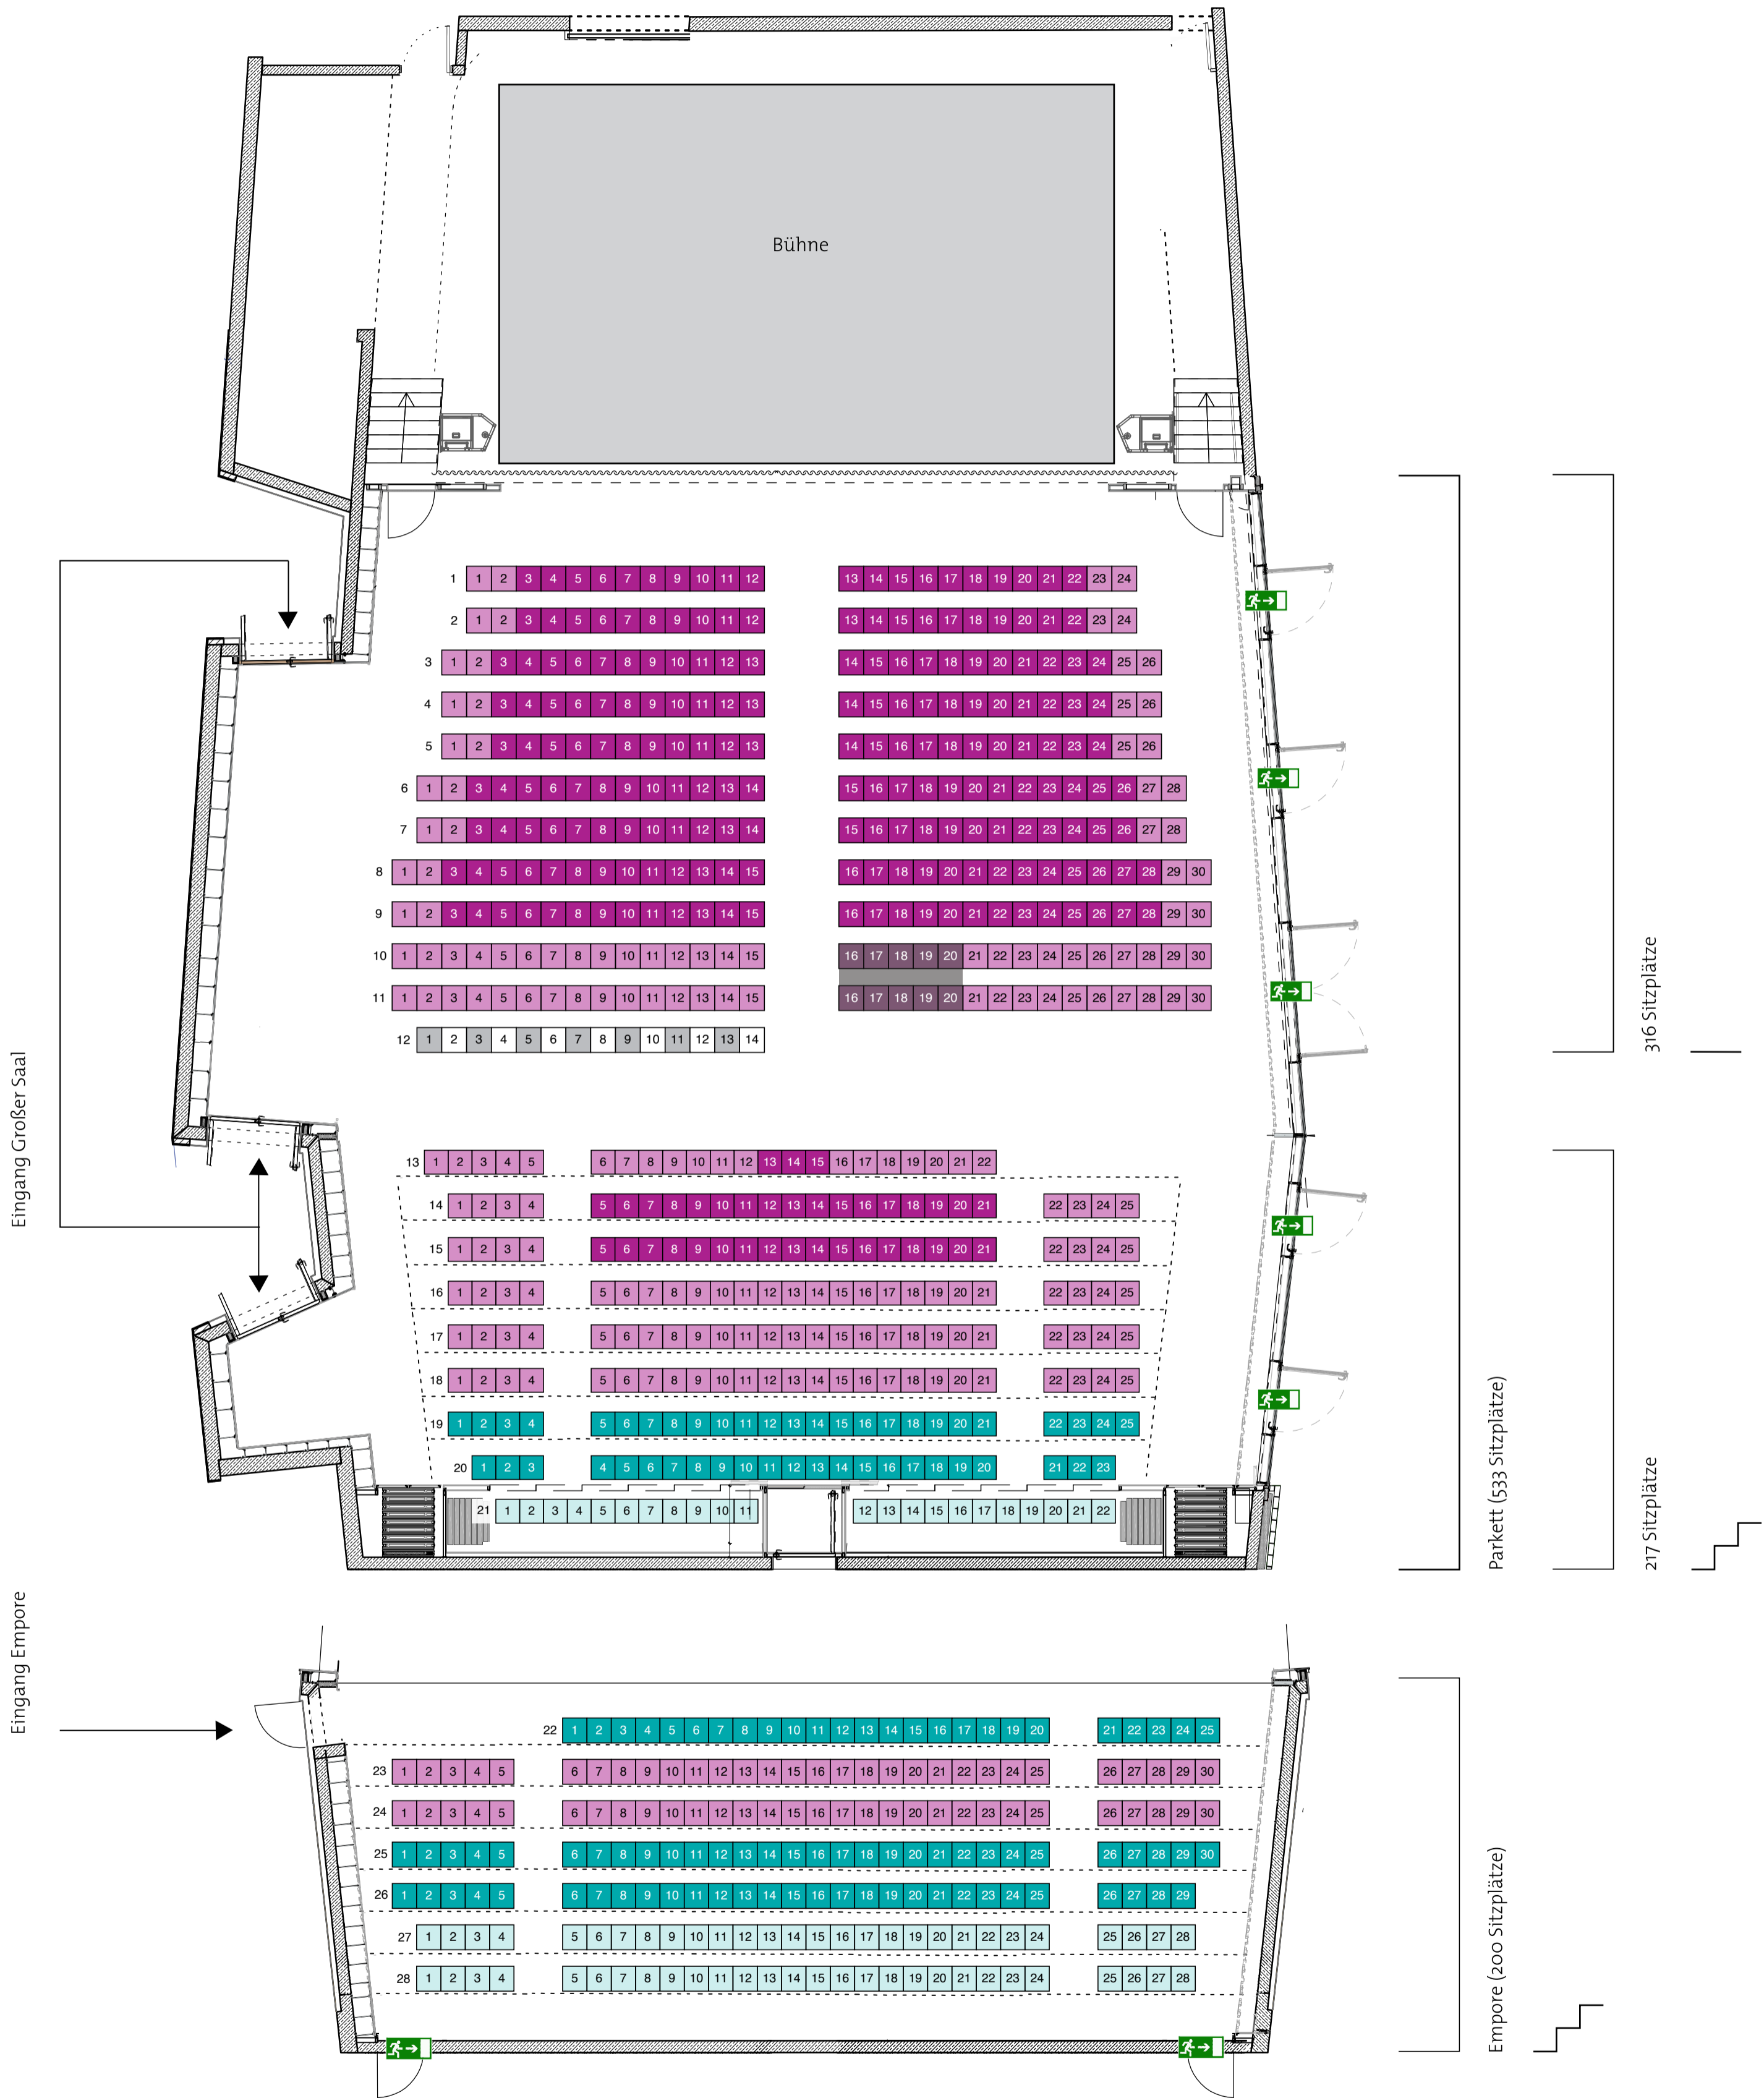 Bühne
1 1 2 3 4 5 6 7 8 9 10 11 12 13 14 15 16 17 18 19 20 21 22 23 24
2 1 2 3 4 5 6 7 8 9 10 11 12 13 14 15 16 17 18 19 20 21 22 23 24
3 1 2 3 4 5 6 7 8 9 10 11 12 13 14 15 16 17 18 19 20 21 22 23 24 25 26
4 1 2 3 4 5 6 7 8 9 10 11 12 13 14 15 16 17 18 19 20 21 22 23 24 25 26
5 1 2 3 4 5 6 7 8 9 10 11 12 13 14 15 16 17 18 19 20 21 22 23 24 25 26
6 1 2 3 4 5 6 7 8 9 10 11 12 13 14 15 16 17 18 19 20 21 22 23 24 25 26 27 28
7 1 2 3 4 5 6 7 8 9 10 11 12 13 14 15 16 17 18 19 20 21 22 23 24 25 26 27 28
8 1 2 3 4 5 6 7 8 9 10 11 12 13 14 15 16 17 18 19 20 21 22 23 24 25 26 27 28 29 30
9 1 2 3 4 5 6 7 8 9 10 11 12 13 14 15 16 17 18 19 20 21 22 23 24 25 26 27 28 29 30
10 1 2 3 4 5 6 7 8 9 10 11 12 13 14 15 16 17 18 19 20 21 22 23 24 25 26 27 28 29 30
11 1 2 3 4 5 6 7 8 9 10 11 12 13 14 15 16 17 18 19 20 21 22 23 24 25 26 27 28 29 30
12 1 2 3 4 5 6 7 8 9 10 11 12 13 14
316 Sitzplätze
Eingang Großer Saal
13 1 2 3 4 5 6 7 8 9 10 11 12 13 14 15 16 17 18 19 20 21 22
14 1 2 3 4 5 6 7 8 9 10 11 12 13 14 15 16 17 18 19 20 21 22 23 24 25
15 1 2 3 4 5 6 7 8 9 10 11 12 13 14 15 16 17 18 19 20 21 22 23 24 25
16 1 2 3 4 5 6 7 8 9 10 11 12 13 14 15 16 17 18 19 20 21 22 23 24 25
17 1 2 3 4 5 6 7 8 9 10 11 12 13 14 15 16 17 18 19 20 21 22 23 24 25
18 1 2 3 4 5 6 7 8 9 10 11 12 13 14 15 16 17 18 19 20 21 22 23 24 25
19 1 2 3 4 5 6 7 8 9 10 11 12 13 14 15 16 17 18 19 20 21 22 23 24 25
20 1 2 3 4 5 6 7 8 9 10 11 12 13 14 15 16 17 18 19 20 21 22 23
21 1 2 3 4 5 6 7 8 9 10 11 12 13 14 15 16 17 18 19 20 21 22
Parkett (533 Sitzplätze)
217 Sitzpläze
Eingang Empore
22 1 2 3 4 5 6 7 8 9 10 11 12 13 14 15 16 17 18 19 20 21 22 23 24 25
23 1 2 3 4 5 6 7 8 9 10 11 12 13 14 15 16 17 18 19 20 21 22 23 24 25 26 27 28 29 30
24 1 2 3 4 5 6 7 8 9 10 11 12 13 14 15 16 17 18 19 20 21 22 23 24 25 26 27 28 29 30
25 1 2 3 4 5 6 7 8 9 10 11 12 13 14 15 16 17 18 19 20 21 22 23 24 25 26 27 28 29 30
26 1 2 3 4 5 6 7 8 9 10 11 12 13 14 15 16 17 18 19 20 21 22 23 24 25 26 27 28 29
27 1 2 3 4 5 6 7 8 9 10 11 12 13 14 15 16 17 18 19 20 21 22 23 24 25 26 27 28
28 1 2 3 4 5 6 7 8 9 10 11 12 13 14 15 16 17 18 19 20 21 22 23 24 25 26 27 28
Empore (200 Sitzplätze)